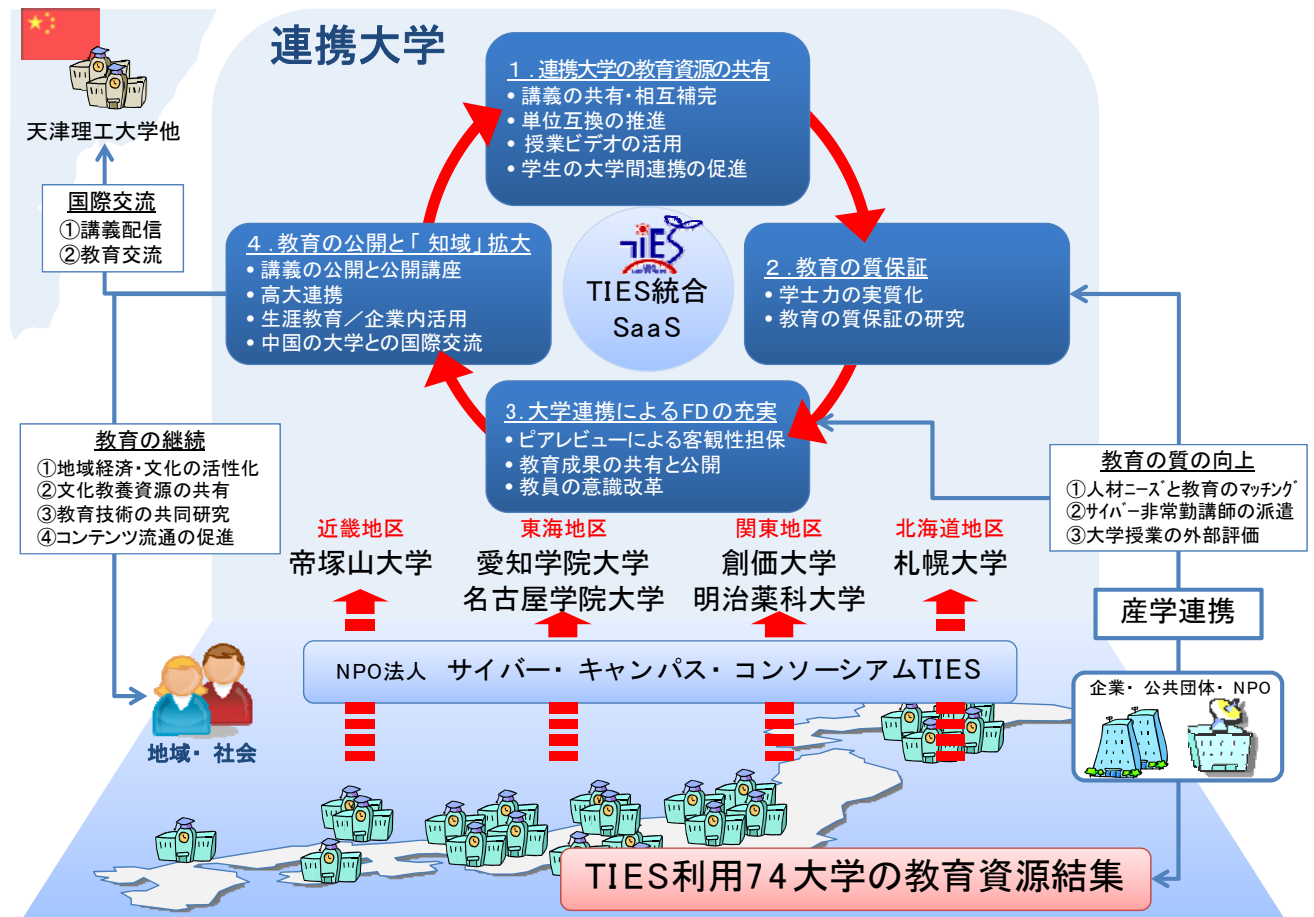 連携大学
天津理工大学他
国際交流
①講義配信
②教育交流
1.連携大学の教育資源の共有
• 講義の共有・相互補完
• 単位互換の推進
• 授業ビデオの活用
• 学生の大学間連携の促進
4.教育の公開と「知域」拡大
• 講義の公開と公開講座
• 高大連携
• 生涯教育／企業内活用
• 中国の大学との国際交流
TIES
TIES統合
SaaS
2.教育の質保証
• 学士力の実質化
• 教育の質保証の研究
3.大学連携によるFDの充実
• ピアレビューによる客観性担保
• 教育成果の共有と公開
• 教員の意識改革
教育の継続
①地域経済・文化の活性化
②文化教養資源の共有
③教育技術の共同研究
④コンテンツ流通の促進
教育の質の向上
①人材ニーズと教育のマッチング
②サイバー非常勤講師の派遣
③大学授業の外部評価
近畿地区
帝塚山大学
東海地区
愛知学院大学
名古屋学院大学
関東地区
創価大学
明治薬科大学
北海道地区
札幌大学
産学連携
NPO法人 サイバー・キャンパス・コンソーシアムTIES
企業・公共団体・NPO
地域・社会
TIES利用74大学の教育資源結集